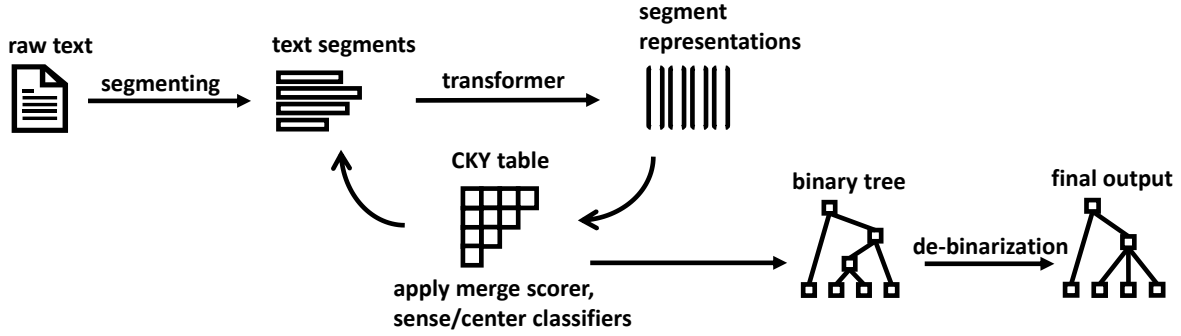 raw text
segmenting
text segments
transformer
segment
representations
CKY table
apply merge scorer,
sense/center classifiers
binary tree
de-binarization
final output